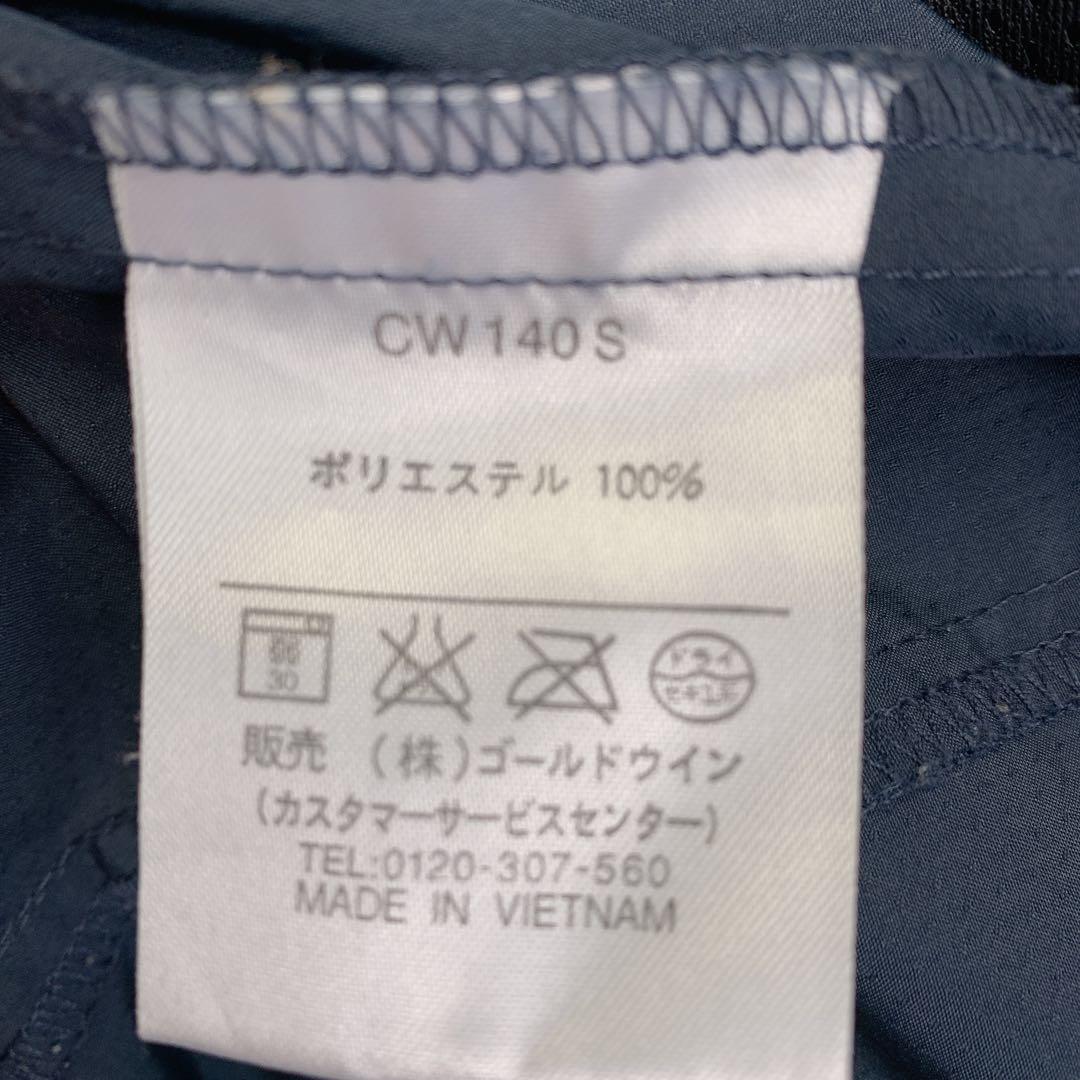 CW 140 S
ポリエステル 100%
30
ドライ
セキユ系
販売 (株)ゴールドウイン
(カスタマーサービスセンター)
TEL:0120-307-560
MADE IN VIETNAM